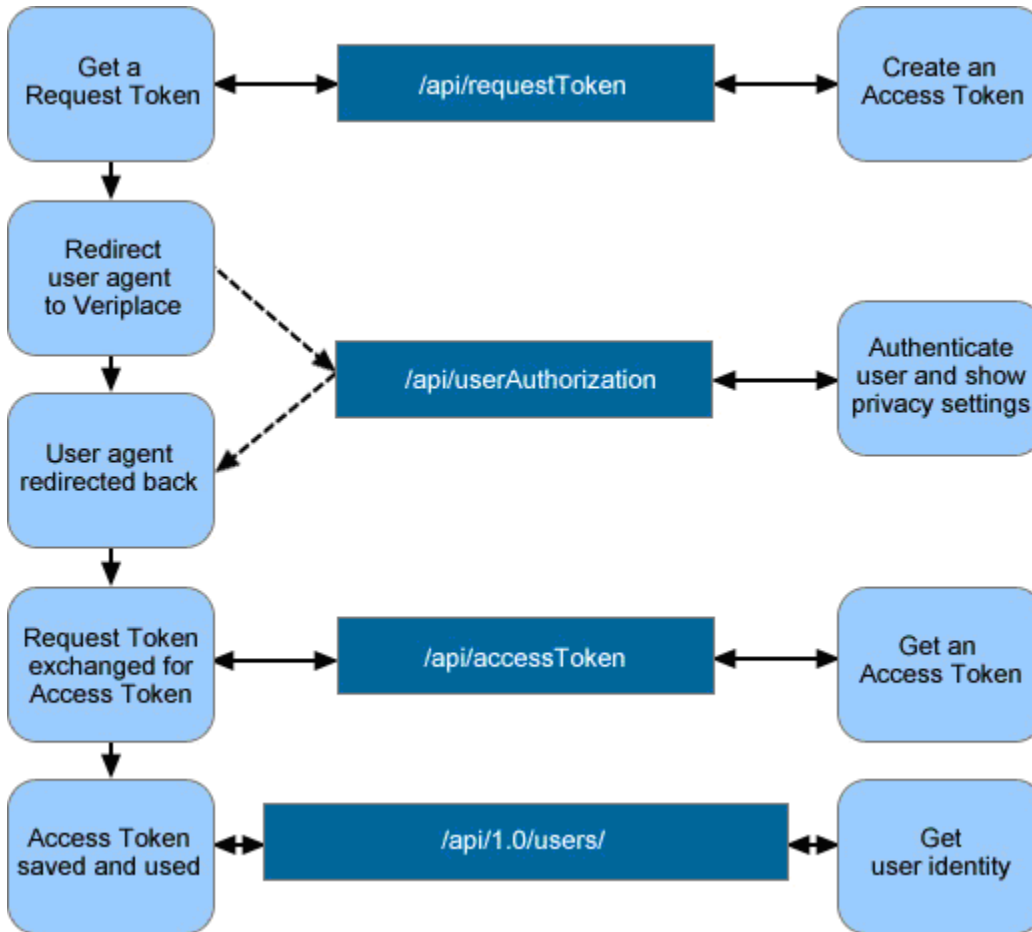 Get a
Request Token
/api/requestToken
Create an
Access Token
Redirect
user agent
to Veriplace
/api/userAuthorization
Authenticate
user and show
privacy settings
User agent
redirected back
Request Token
exchanged for
Access Token
/api/accessToken
Get an
Access Token
Access Token
saved and used
/api/1.0/users/
Get
user identity